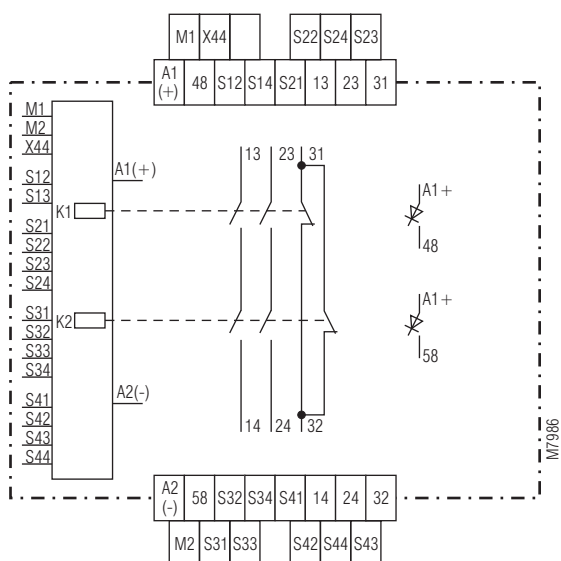 M1 X44 S22 S24 S23
A1 (+) 48 S12 S14 S21 13 23 31
M1
M2
X44
A1(+)
S12
S13
K1
S21
S22
S23
S24
S31
K2
S32
S33
S34
A2(-)
S41
S42
S43
S44
13 23 31
14 24 32
A1+
48
A1+
58
M7986
A2 (-) 58 S32 S34 S41 14 24 32
M2 S31 S33 S42 S44 S43